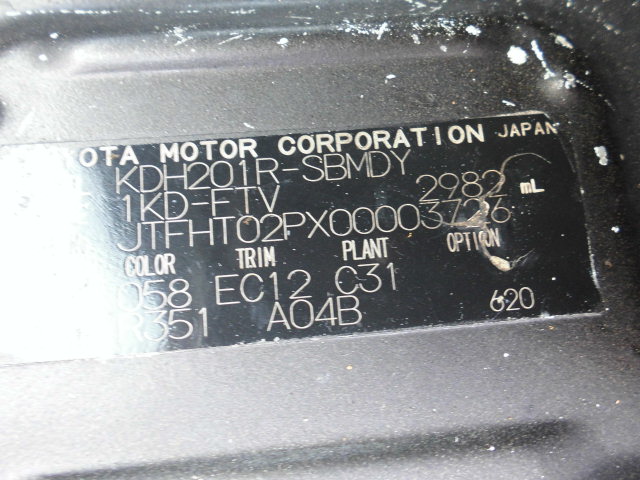 OTA MOTOR CORPORATION JAPAN
KDH201R-SBMDY
1KD-FTV 2982 mL
JTFHT02PX00003726
COLOR TRIM PLANT OPTION
058 EC12 C31
R351 A04B 620